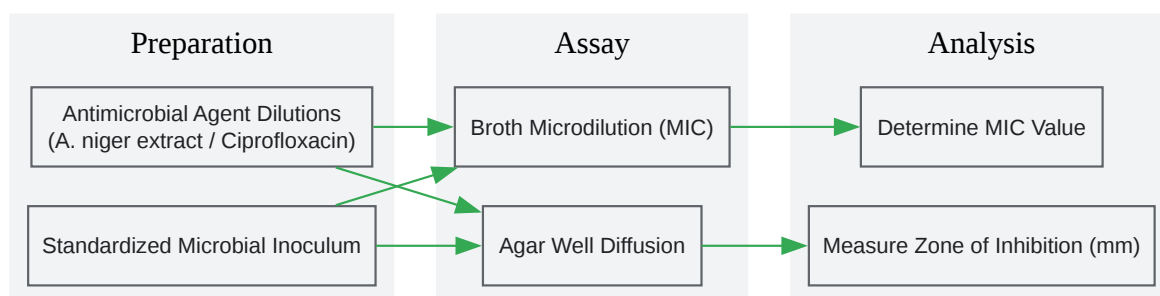 Preparation
Assay
Analysis
Antimicrobial Agent Dilutions
(A. niger extract / Ciprofloxacin)
Broth Microdilution (MIC)
Determine MIC Value
Standardized Microbial Inoculum
Agar Well Diffusion
Measure Zone of Inhibition (mm)